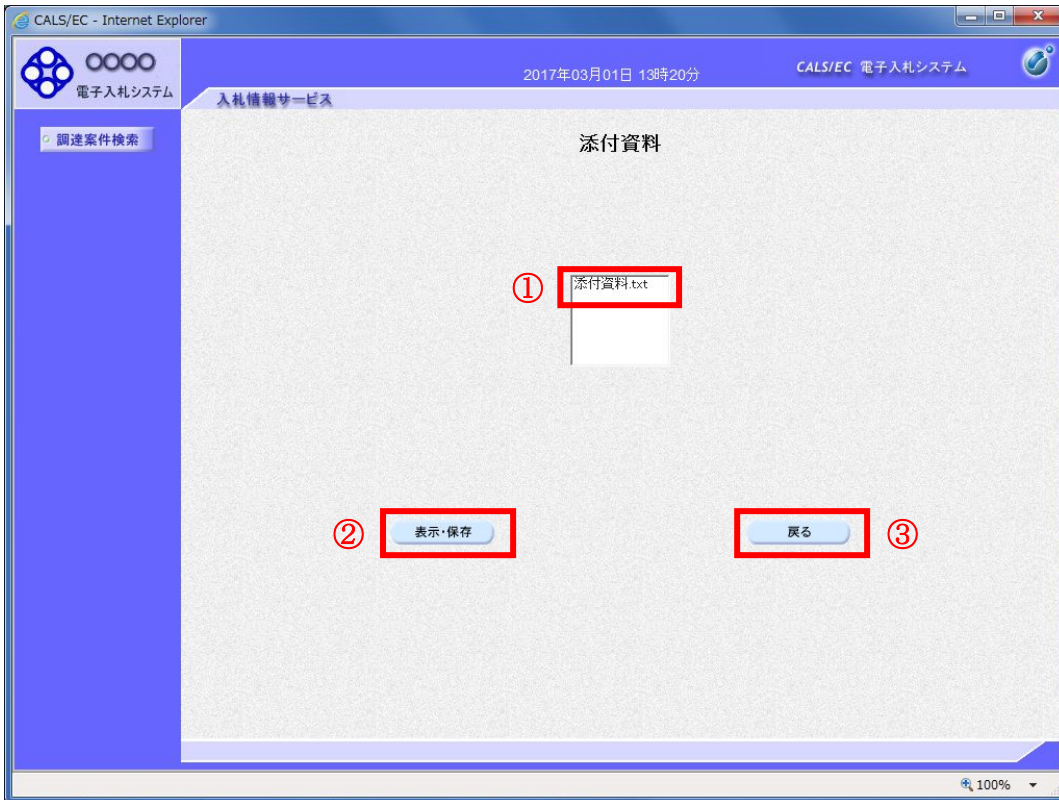 CALS/EC - Internet Explorer
〇〇〇〇
電子入札システム
2017年03月01日 13時20分
CALS/EC 電子入札システム
入札情報サービス
調達案件検索
添付資料
①
添付資料.txt
②
表示・保存
戻る
③
100%